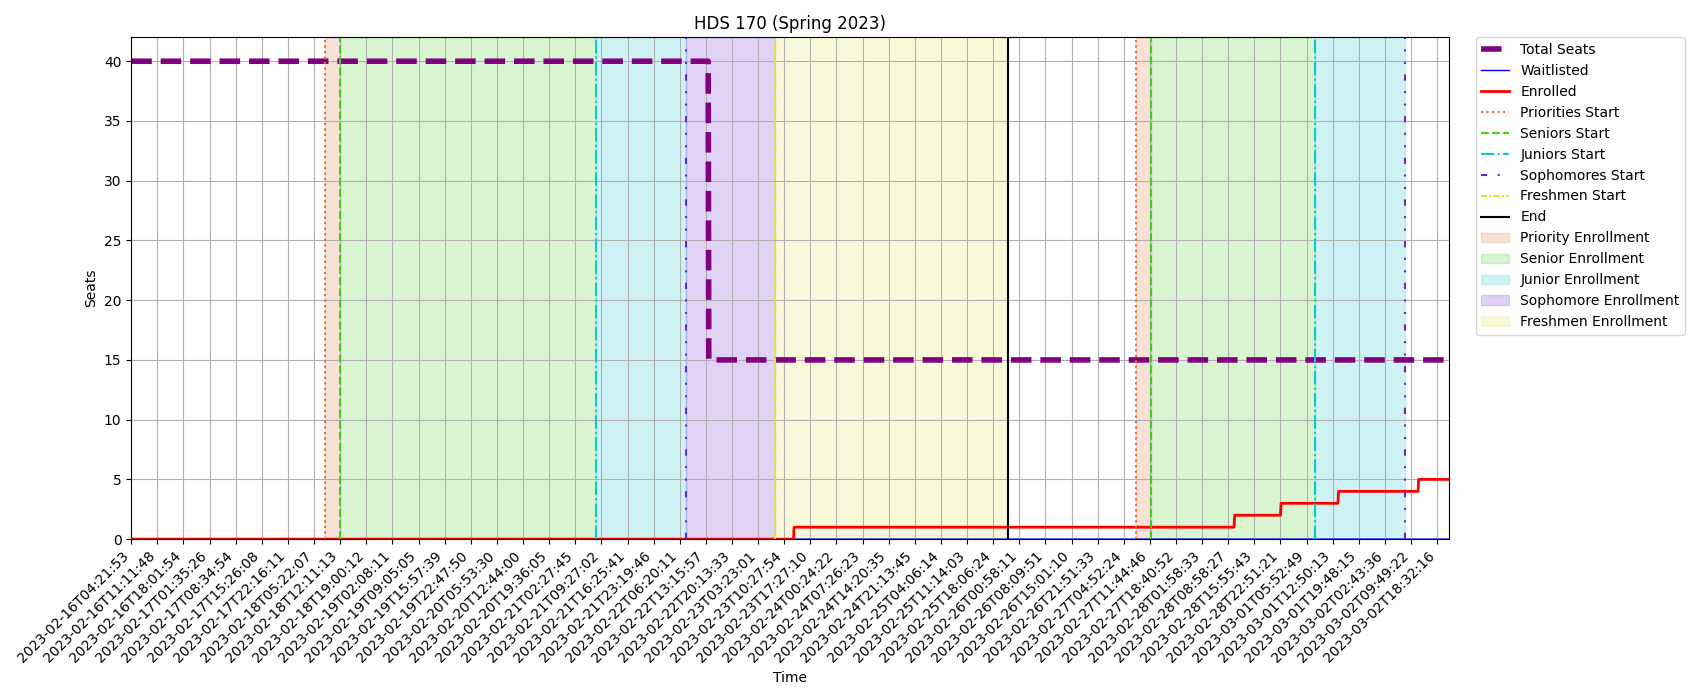 HDS 170 (Spring 2023)
Seats
40
35
30
25
20
15
10
5
0
2023-02-16T04:21:53
2023-02-16T11:11:48
2023-02-16T18:01:54
2023-02-17T01:35:26
2023-02-17T08:34:54
2023-02-17T15:26:08
2023-02-17T22:16:11
2023-02-18T05:22:07
2023-02-18T12:11:13
2023-02-18T19:00:12
2023-02-19T02:08:11
2023-02-19T09:05:05
2023-02-19T15:57:39
2023-02-19T22:47:50
2023-02-20T05:53:30
2023-02-20T12:44:00
2023-02-20T19:36:05
2023-02-21T02:27:45
2023-02-21T09:27:02
2023-02-21T16:25:41
2023-02-21T23:19:46
2023-02-22T06:20:11
2023-02-22T13:15:57
2023-02-22T20:13:33
2023-02-23T03:23:01
2023-02-23T10:27:54
2023-02-23T17:27:10
2023-02-24T00:24:22
2023-02-24T07:26:23
2023-02-24T14:20:35
2023-02-24T21:13:45
2023-02-25T04:06:14
2023-02-25T11:14:03
2023-02-25T18:06:24
2023-02-26T00:58:11
2023-02-26T08:09:51
2023-02-26T15:01:10
2023-02-26T21:51:33
2023-02-27T04:52:24
2023-02-27T11:44:46
2023-02-27T18:40:52
2023-02-28T01:58:33
2023-02-28T08:58:27
2023-02-28T15:55:43
2023-02-28T22:51:21
2023-03-01T05:52:49
2023-03-01T12:50:13
2023-03-01T19:48:15
2023-03-02T02:43:36
2023-03-02T09:49:22
2023-03-02T18:32:16
Time
Total Seats
Waitlisted
Enrolled
Priorities Start
Seniors Start
Juniors Start
Sophomores Start
Freshmen Start
End
Priority Enrollment
Senior Enrollment
Junior Enrollment
Sophomore Enrollment
Freshmen Enrollment